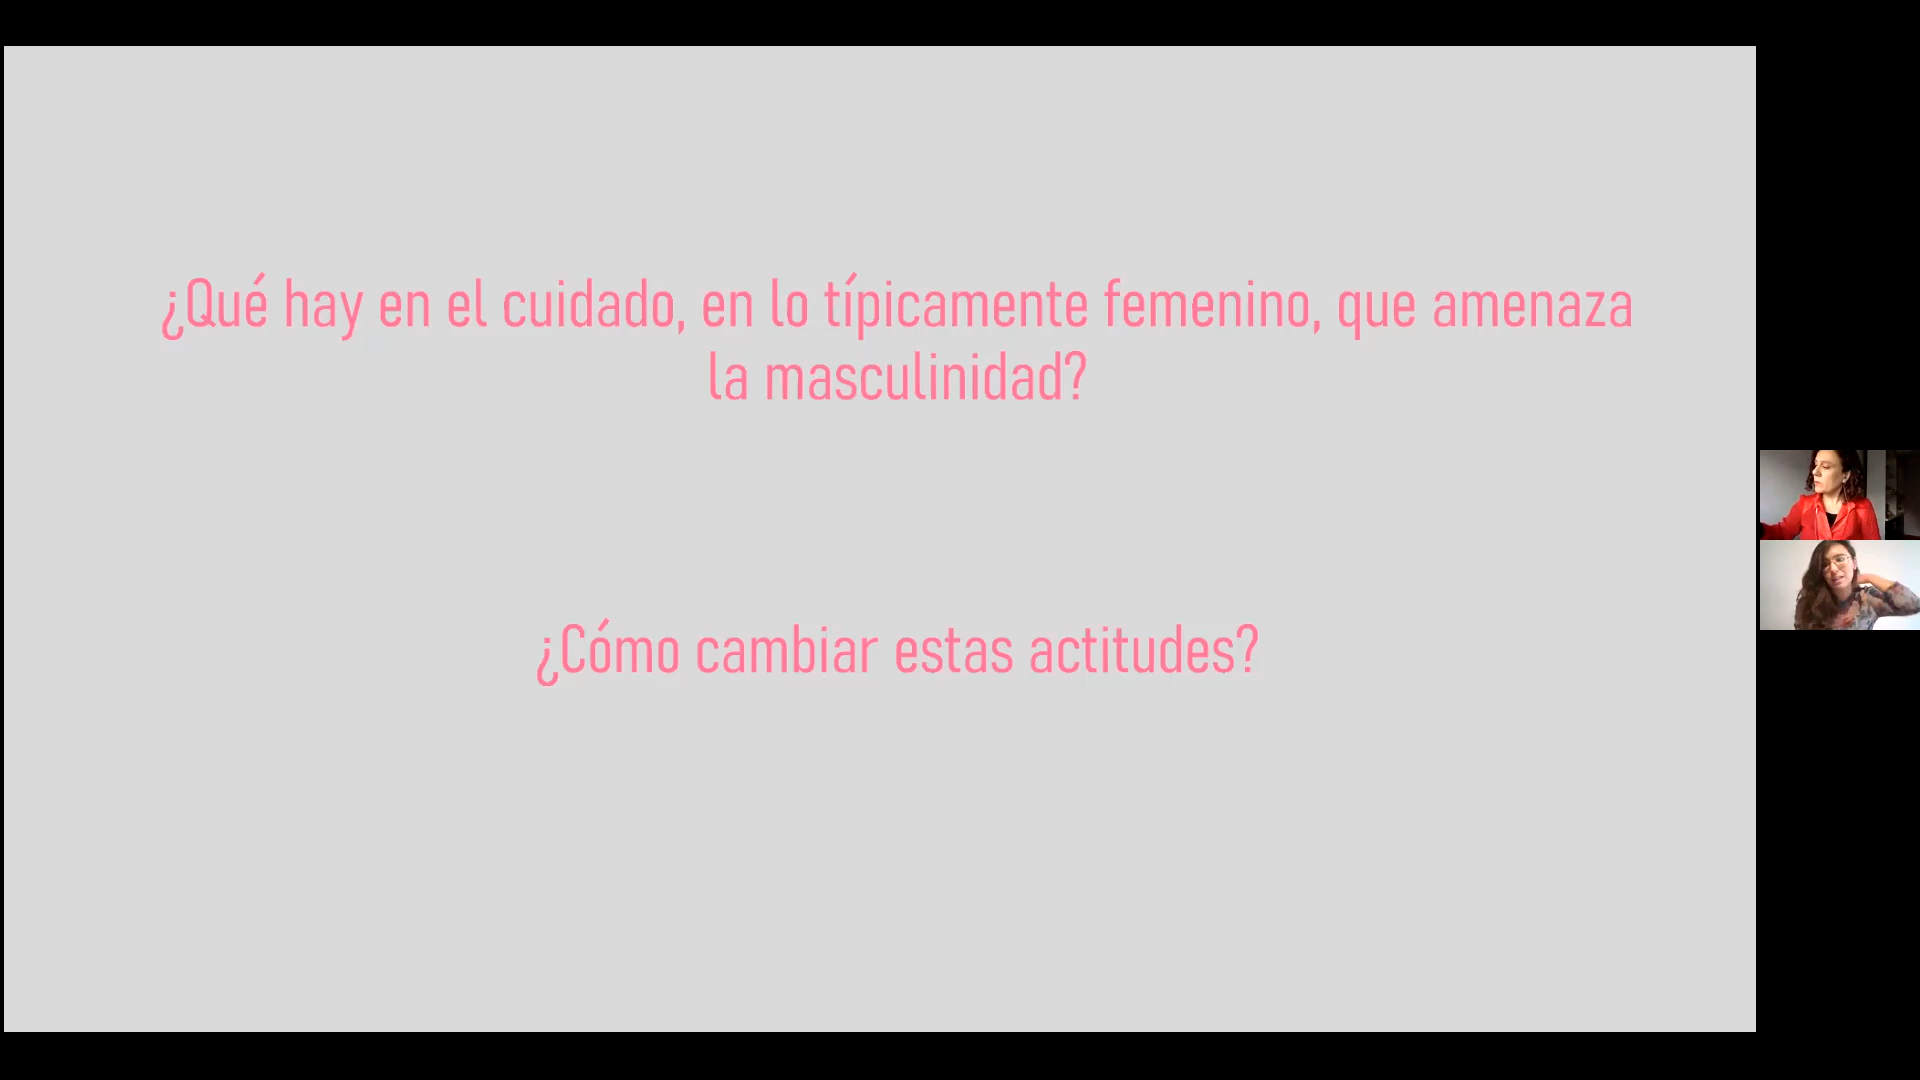 ¿Qué hay en el cuidado, en lo típicamente femenino, que amenaza
la masculinidad?
¿Cómo cambiar estas actitudes?